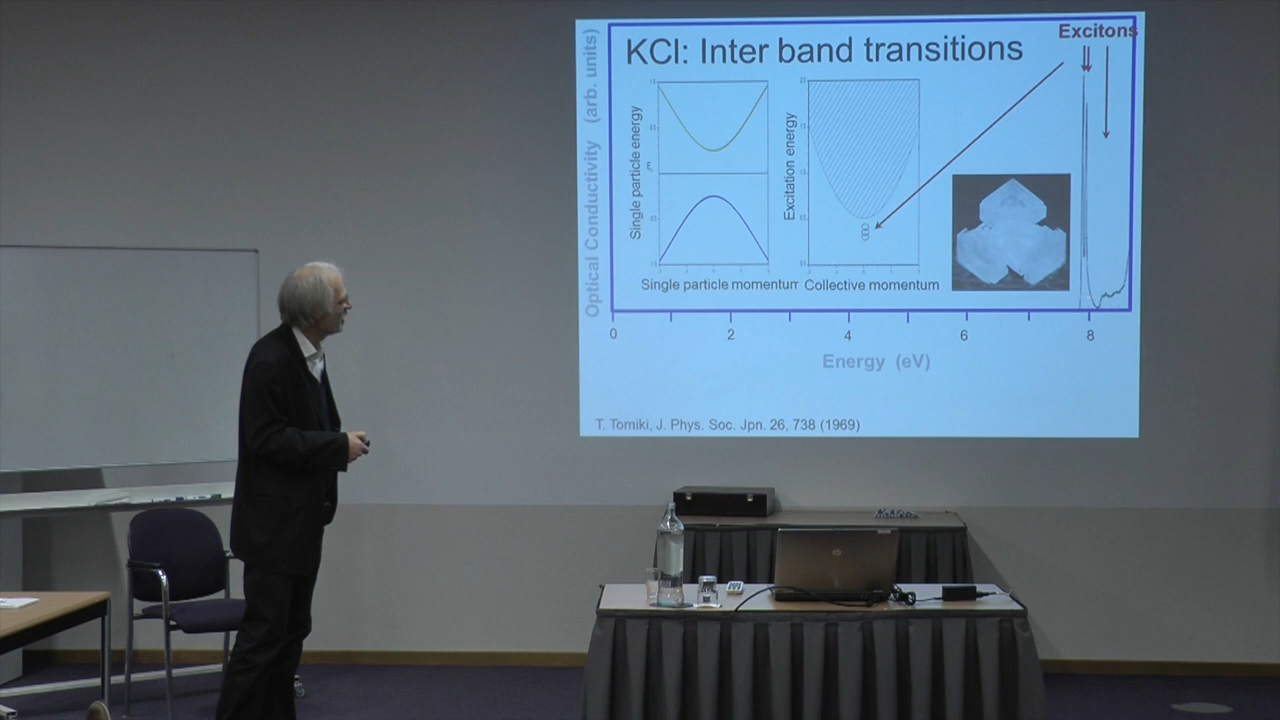 Excitons
KCl: Inter band transitions
Optical Conductivity (arb. units)
Single particle energy
Excitation energy
Single particle momentum
Collective momentum
0 2 4 6 8
Energy (eV)
T. Tomiki, J. Phys. Soc. Jpn. 26, 738 (1969)